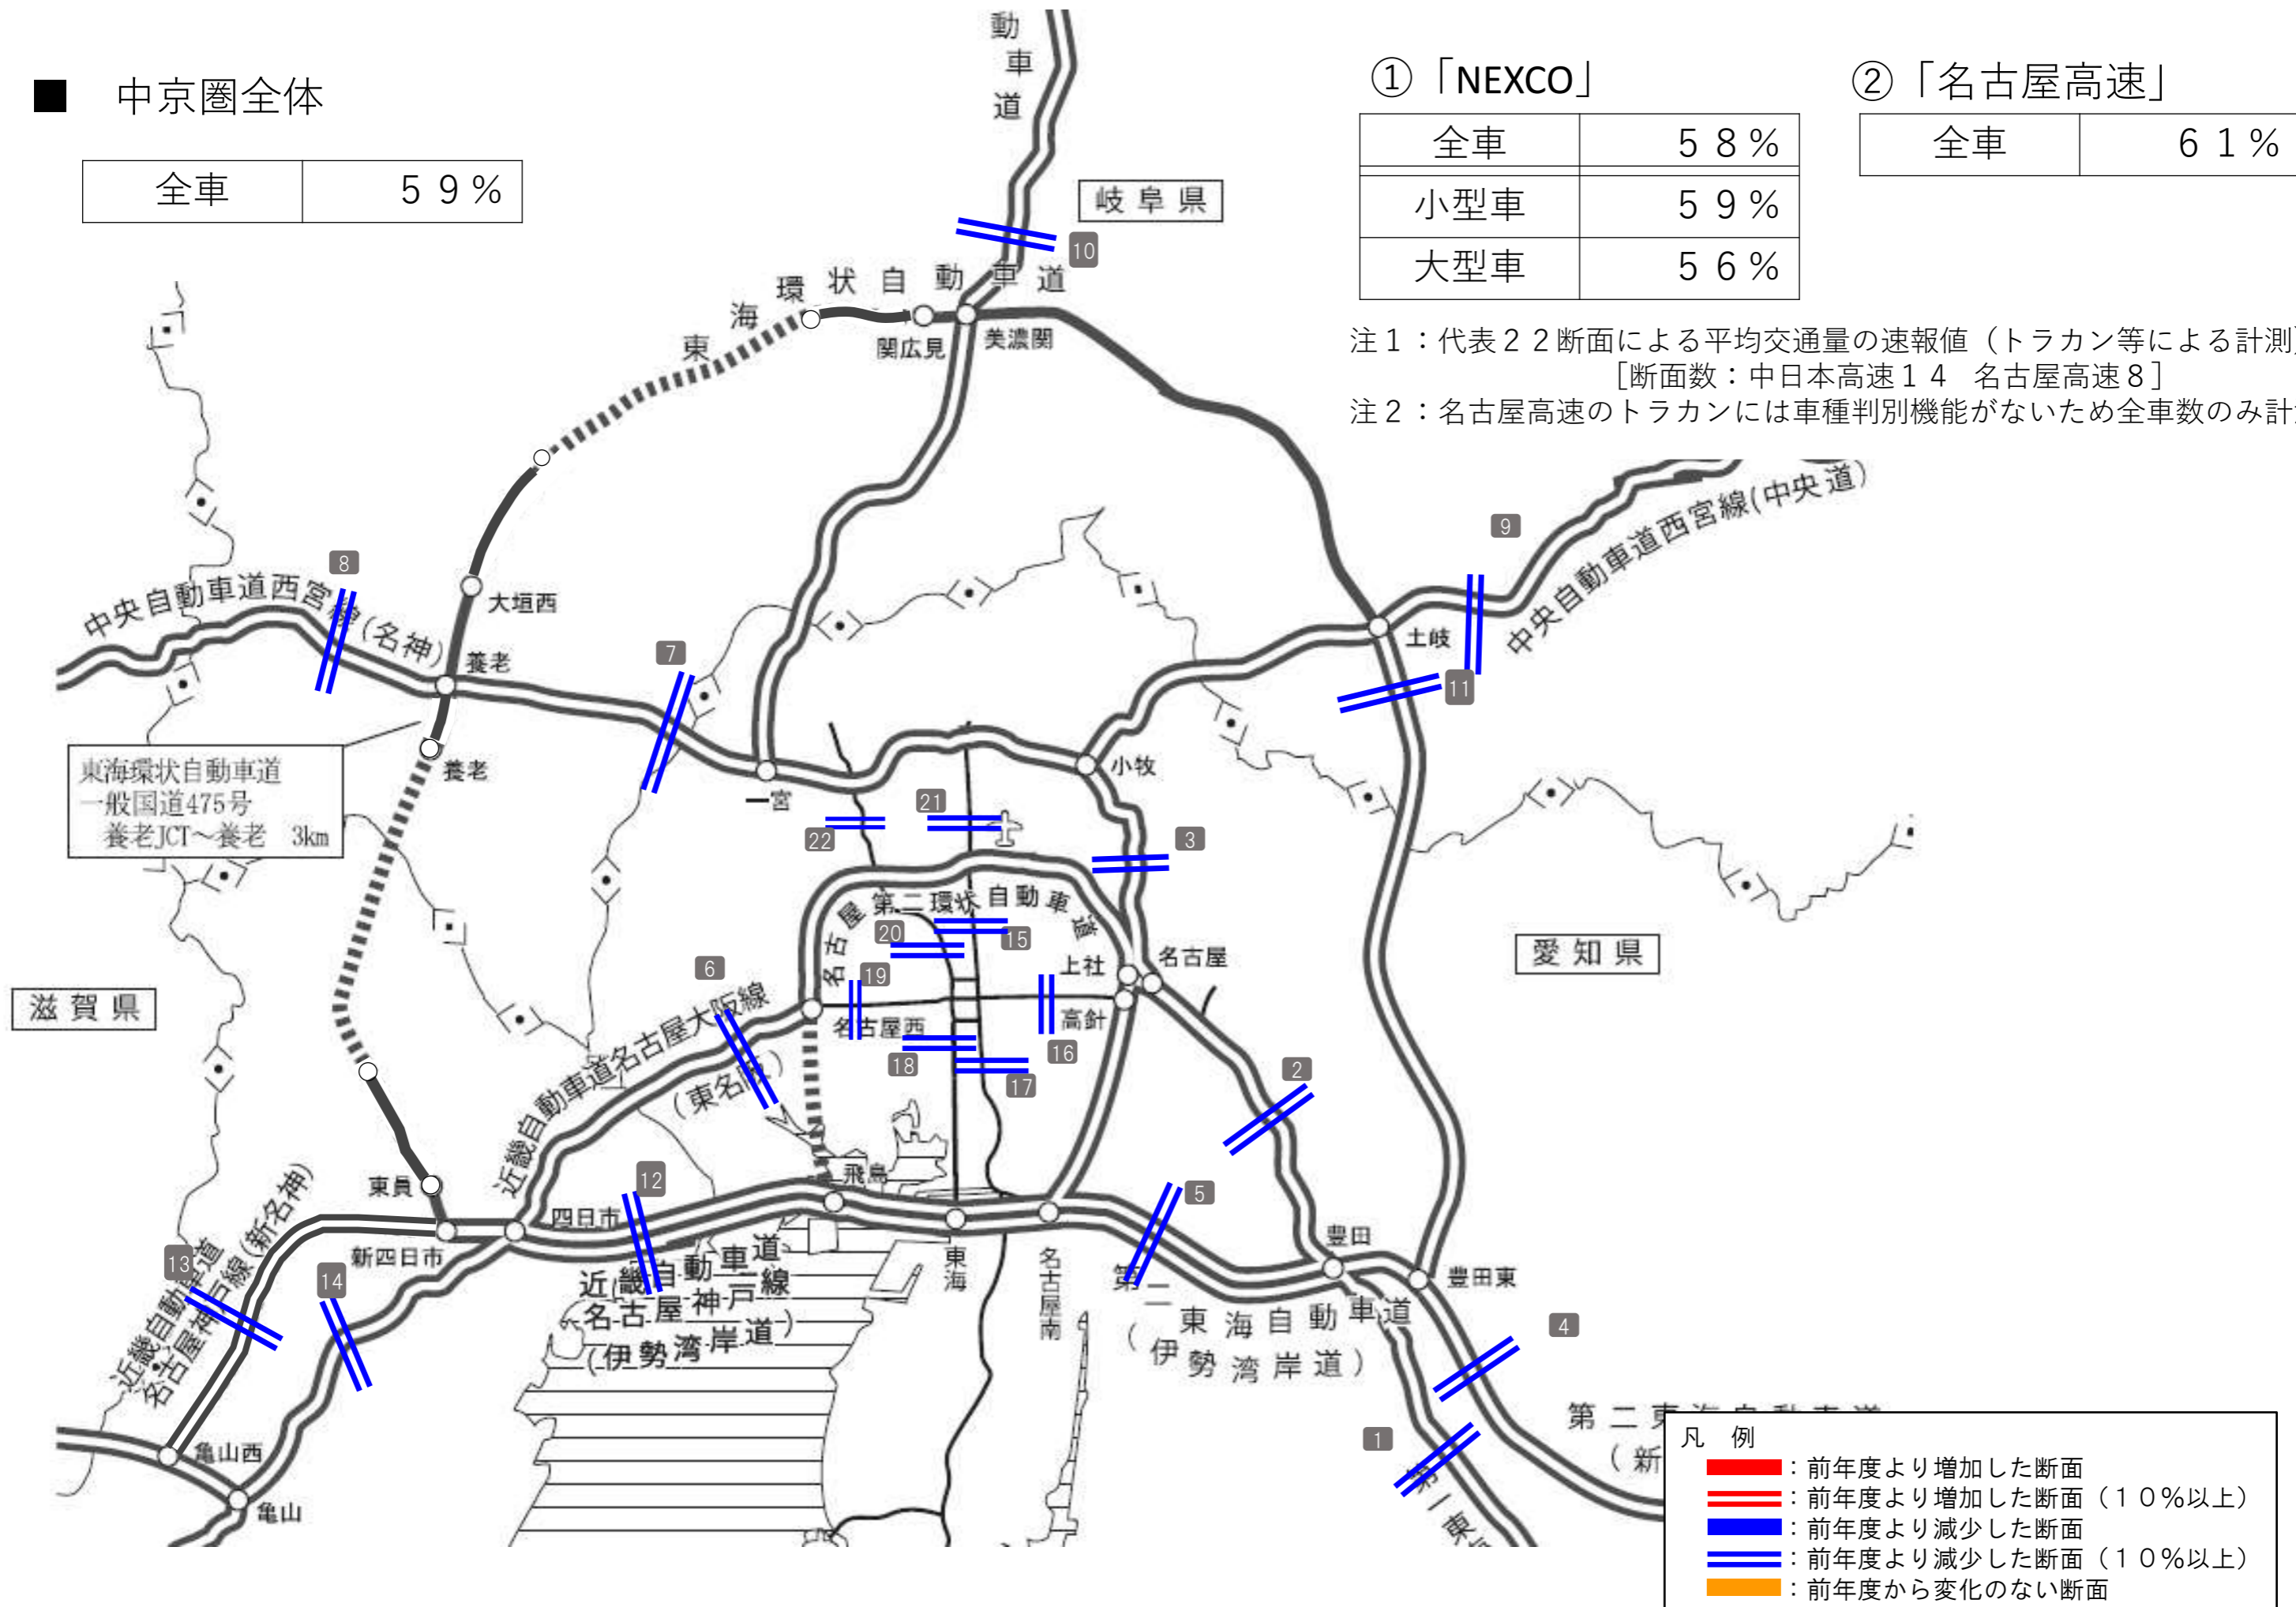 ■　中京圏全体
全車　５９％
①「NEXCO」
全車　５８％
小型車　５９％
大型車　５６％
②「名古屋高速」
全車　６１％
注１：代表２２断面による平均交通量の速報値（トラカン等による計測）
［断面数：中日本高速１４　名古屋高速８］
注２：名古屋高速のトラカンには車種判別機能がないため全車数のみ計
動車道
岐阜県
10
東海環状自動車道
関広見
美濃関
9
中央自動車道西宮線(中央道)
8
中央自動車道西宮線(名神)
大垣西
養老
7
土岐
11
東海環状自動車道
一般国道475号
養老JCT～養老　3km
養老
一宮
小牧
21
22
3
名古屋第二環状自動車道
20
15
上社
名古屋
愛知県
滋賀県
6
19
名古屋西
高針
16
18
17
近畿自動車道名古屋大阪線
（東名阪）
2
東員
飛島
12
5
四日市
新四日市
豊田
東海
名古屋南
豊田東
13
近畿自動車道
名古屋神戸線(新名神)
14
近畿自動車道
名古屋神戸線
(伊勢湾岸道)
第二東海自動車道
（伊勢湾岸道）
4
1
第二東海自動車道
（新
第一東
亀山西
亀山
凡　例
：前年度より増加した断面
：前年度より増加した断面（１０％以上）
：前年度より減少した断面
：前年度より減少した断面（１０％以上）
：前年度から変化のない断面